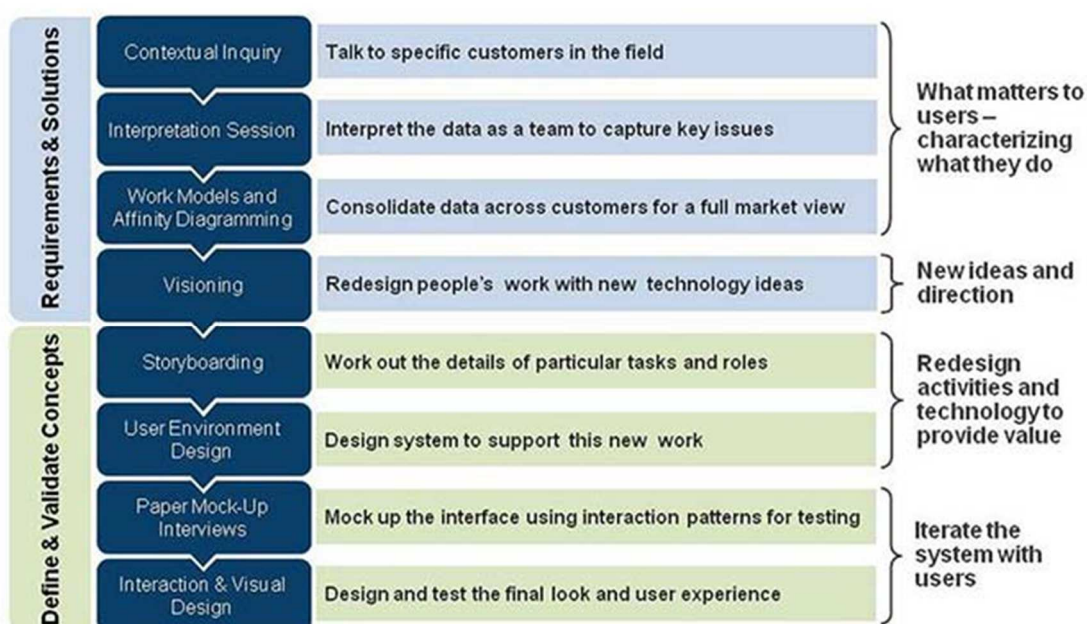 Requirements & Solutions
Contextual Inquiry
Talk to specific customers in the field
Interpretation Session
Interpret the data as a team to capture key issues
Work Models and
Affinity Diagramming
Consolidate data across customers for a full market view
What matters to
users –
characterizing
what they do
Visioning
Redesign people's work with new technology ideas
New ideas and
direction
Define & Validate Concepts
Storyboarding
Work out the details of particular tasks and roles
User Environment
Design
Design system to support this new work
Redesign
activities and
technology to
provide value
Paper Mock-Up
Interviews
Mock up the interface using interaction patterns for testing
Interaction & Visual
Design
Design and test the final look and user experience
Iterate the
system with
users